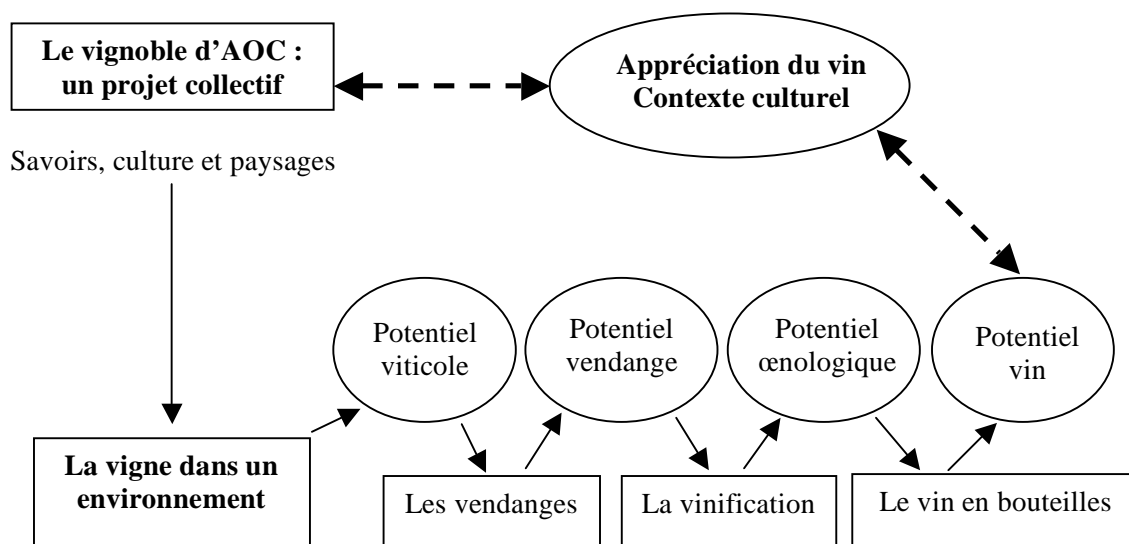 Le vignoble d’AOC :
un projet collectif
Appréciation du vin
Contexte culturel
Savoirs, culture et paysages
Potentiel
viticole
Potentiel
vendange
Potentiel
œnologique
Potentiel
vin
La vigne dans un
environnement
Les vendanges
La vinification
Le vin en bouteilles